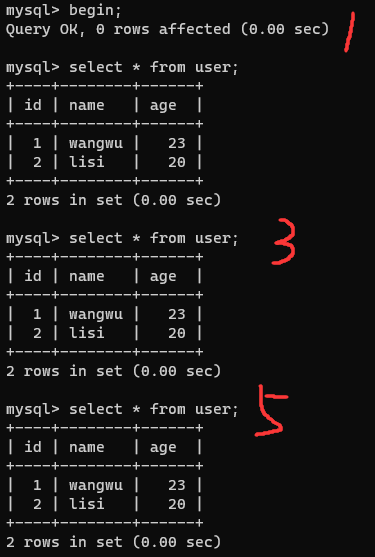 mysql> begin;
Query OK, 0 rows affected (0.00 sec)
1
mysql> select * from user;
+----+--------+------+
| id | name   | age  |
+----+--------+------+
|  1 | wangwu |   23 |
|  2 | lisi   |   20 |
+----+--------+------+
2 rows in set (0.00 sec)
mysql> select * from user;
3
+----+--------+------+
| id | name   | age  |
+----+--------+------+
|  1 | wangwu |   23 |
|  2 | lisi   |   20 |
+----+--------+------+
2 rows in set (0.00 sec)
mysql> select * from user;
5
+----+--------+------+
| id | name   | age  |
+----+--------+------+
|  1 | wangwu |   23 |
|  2 | lisi   |   20 |
+----+--------+------+
2 rows in set (0.00 sec)